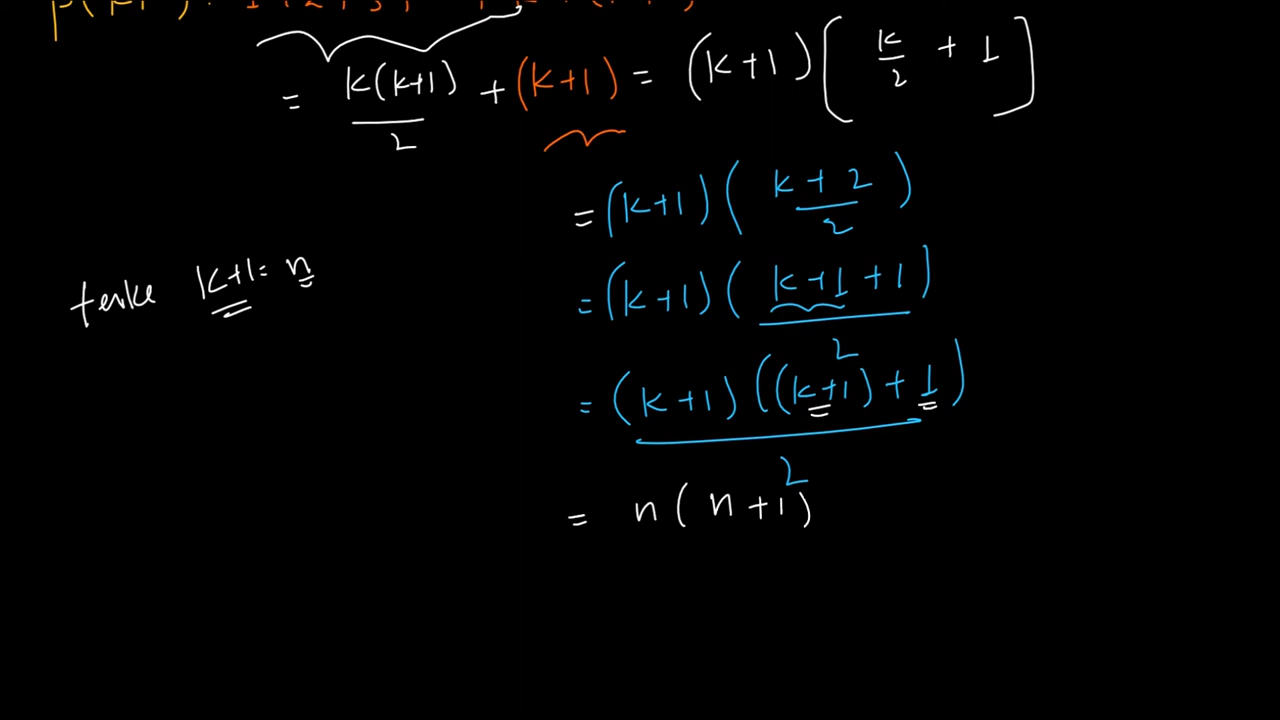 = k(k+1)/2 + (k+1) = (k+1) [ k/2 + 1 ]
= (k+1) ( k + 2 / 2 )
take k+1 = n
= (k+1) ( k+1 + 1 ) / 2
= (k+1) ((k+1) + 1) / 2
= n ( n +1)